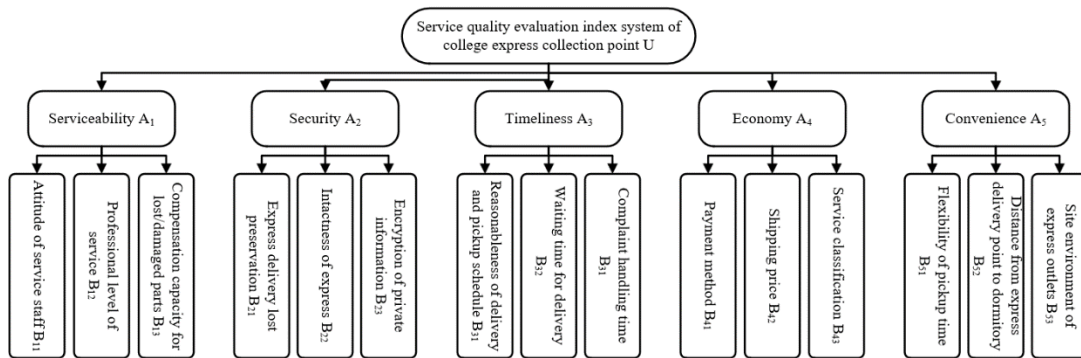 Service quality evaluation index system of
college express collection point U
Serviceability A₁
Security A₂
Timeliness A₃
Economy A₄
Convenience A₅
Attitude of service staff B₁₁
Professional level of
service B₁₂
Compensation capacity for
lost/damaged parts B₁₃
Express delivery lost
preservation B₂₁
Intactness of express B₂₂
Encryption of private
information B₂₃
Reasonableness of delivery
and pickup schedule B₃₁
Waiting time for delivery
B₃₂
Complaint handling time
B₃₁
Payment method B₄₁
Shipping price B₄₂
Service classification B₄₃
Flexibility of pickup time
B₅₁
Distance from express
delivery point to dormitory
B₅₂
Site environment of
express outlets B₅₃